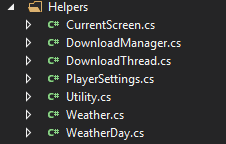 Helpers
C# CurrentScreen.cs
C# DownloadManager.cs
C# DownloadThread.cs
C# PlayerSettings.cs
C# Utility.cs
C# Weather.cs
C# WeatherDay.cs